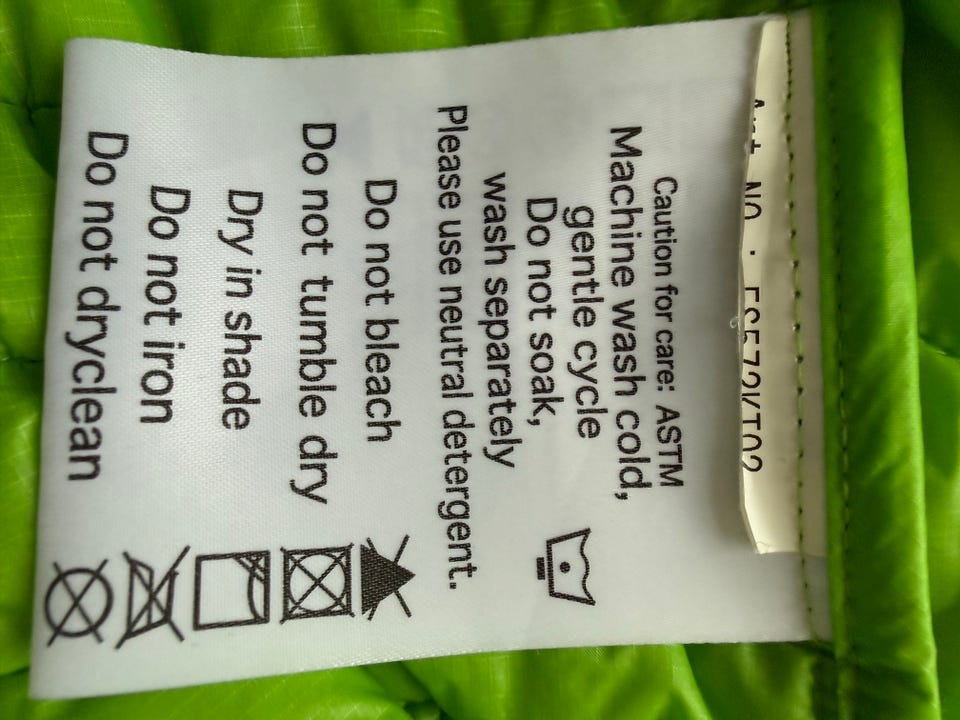 NO.
Caution for care: ASTM
Machine wash cold,
gentle cycle
Do not soak,
wash separately
Please use neutral detergent.
Do not bleach
Do not tumble dry
Dry in shade
Do not iron
Do not dryclean